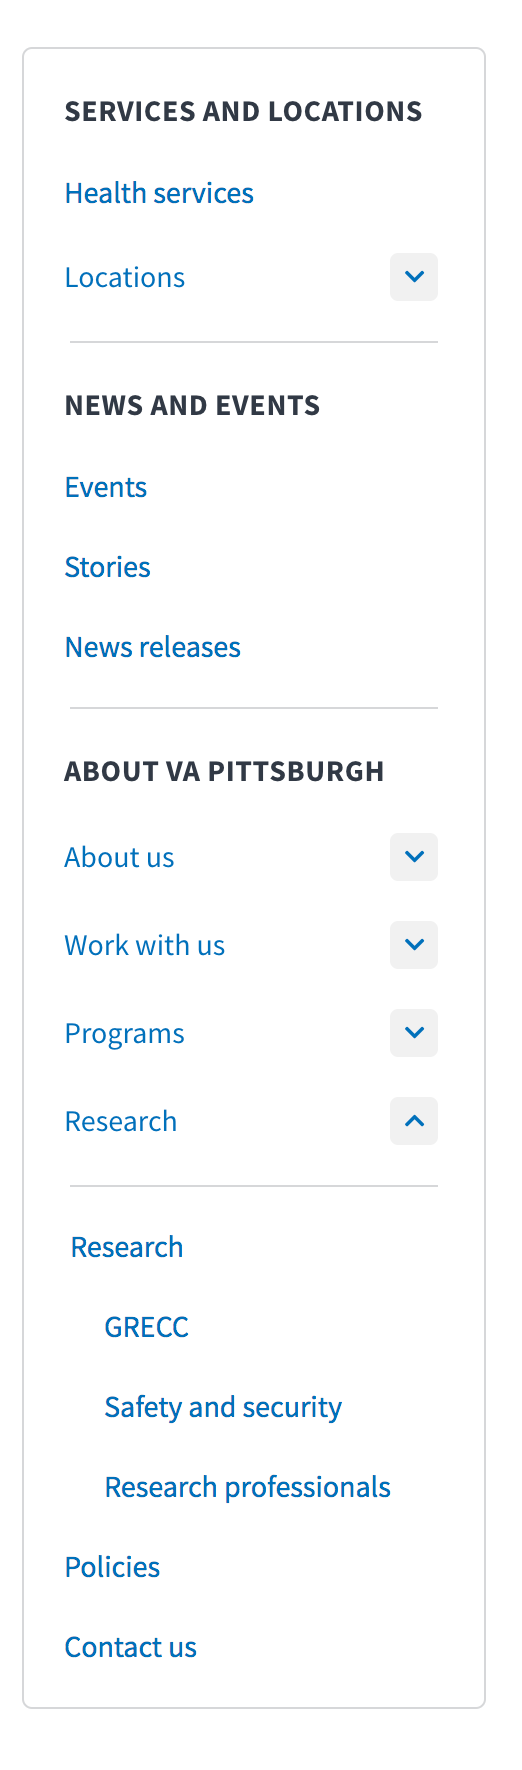 SERVICES AND LOCATIONS
Health services
Locations
NEWS AND EVENTS
Events
Stories
News releases
ABOUT VA PITTSBURGH
About us
Work with us
Programs
Research
Research
GRECC
Safety and security
Research professionals
Policies
Contact us